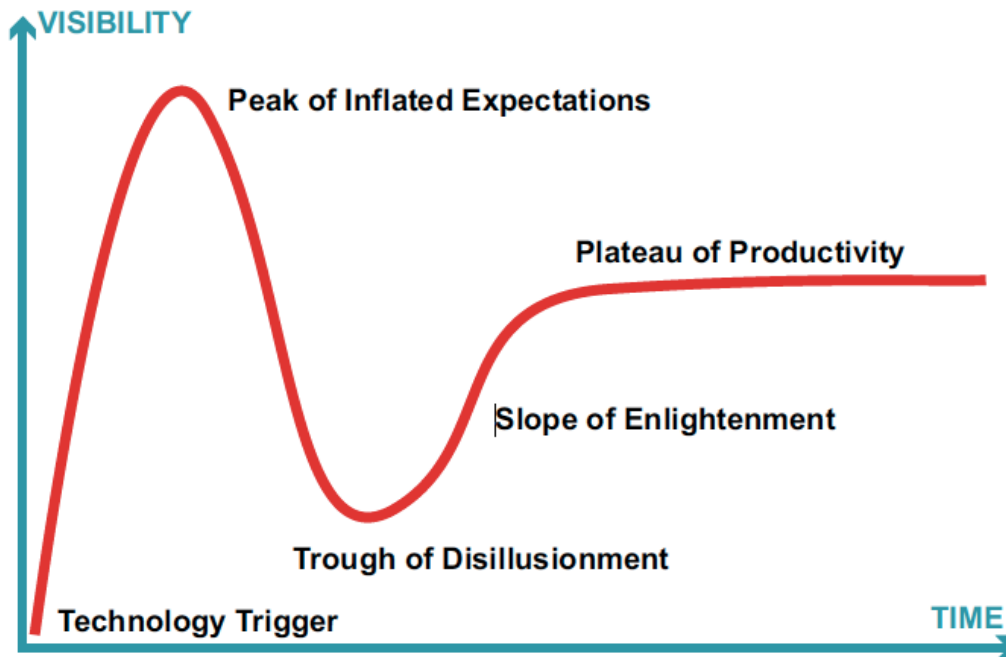 VISIBILITY
Peak of Inflated Expectations
Plateau of Productivity
Slope of Enlightenment
Trough of Disillusionment
Technology Trigger
TIME